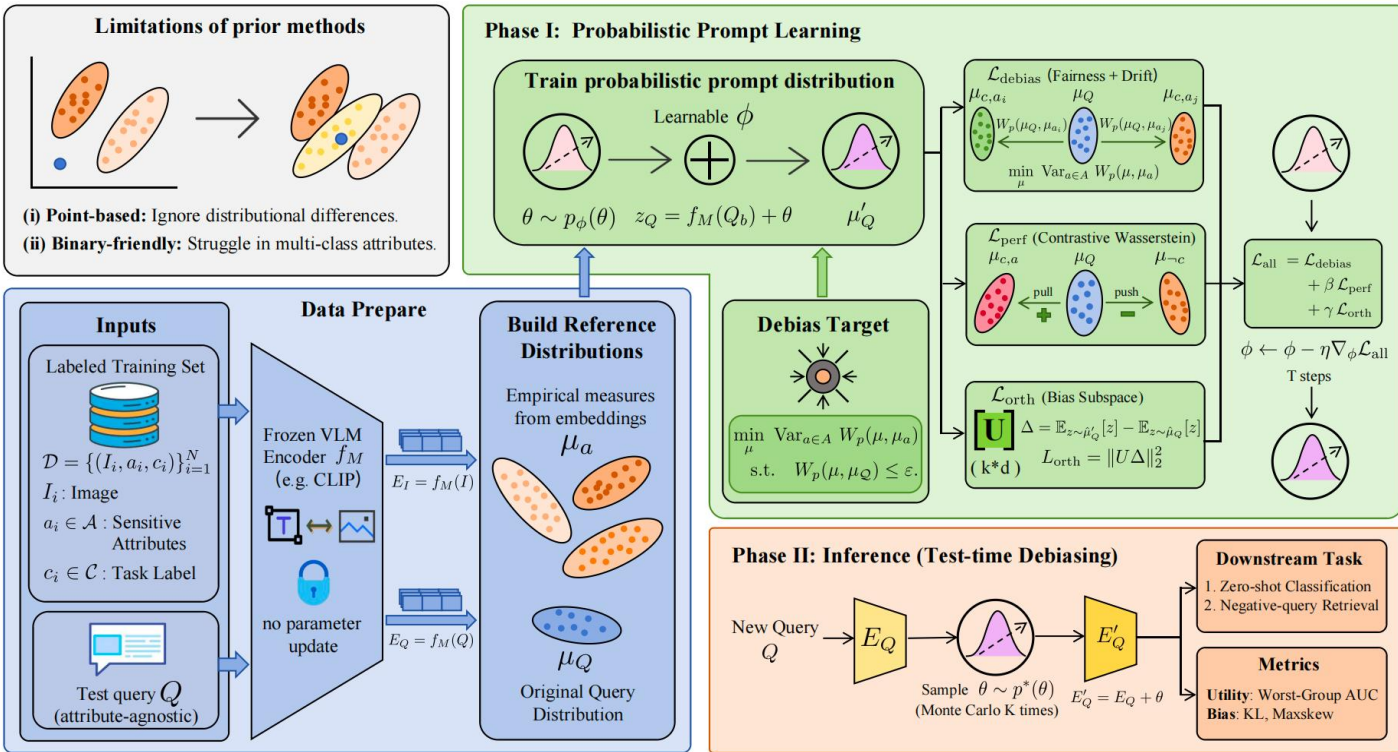 Limitations of prior methods
(i) Point-based: Ignore distributional differences.
(ii) Binary-friendly: Struggle in multi-class attributes.
Data Prepare
Inputs
Labeled Training Set
𝒟 = {(I_i, a_i, c_i)}_{i=1}^N
I_i : Image
a_i ∈ 𝒜 : Sensitive
Attributes
c_i ∈ 𝒞 : Task Label
Test query Q
(attribute-agnostic)
Frozen VLM
Encoder f_M
(e.g. CLIP)
T
no parameter
update
E_I = f_M(I)
E_Q = f_M(Q)
Build Reference
Distributions
Empirical measures
from embeddings
μ_a
μ_Q
Original Query
Distribution
Phase I: Probabilistic Prompt Learning
Train probabilistic prompt distribution
Learnable ϕ
θ ∼ p_ϕ(θ)
z_Q = f_M(Q_b) + θ
μ′_Q
Debias Target
min_μ Var_{a∈A} W_p(μ, μ_a)
s.t. W_p(μ, μ_𝒬) ≤ ε.
ℒ_debias (Fairness + Drift)
μ_{c,a_i} μ_Q μ_{c,a_j}
W_p(μ_Q, μ_{a_i}) W_p(μ_Q, μ_{a_j})
min_μ Var_{a∈A} W_p(μ, μ_a)
ℒ_perf (Contrastive Wasserstein)
μ_{c,a} μ_Q μ_{¬c}
pull push
ℒ_orth (Bias Subspace)
[U] Δ = 𝔼_{z∼μ̂′_Q}[z] − 𝔼_{z∼μ̂_Q}[z]
(k*d) L_orth = ‖UΔ‖_2^2
ℒ_all = ℒ_debias
+ β ℒ_perf
+ γ ℒ_orth
ϕ ← ϕ − η∇_ϕ ℒ_all
T steps
Phase II: Inference (Test-time Debiasing)
New Query
Q
E_Q
Sample θ ∼ p*(θ)
(Monte Carlo K times)
E′_Q
E′_Q = E_Q + θ
Downstream Task
1. Zero-shot Classification
2. Negative-query Retrieval
Metrics
Utility: Worst-Group AUC
Bias: KL, Maxskew